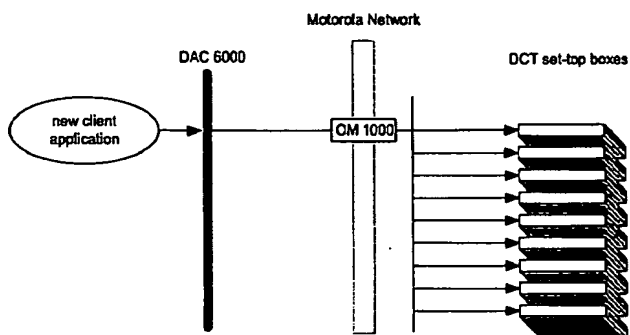 Motorola Network
DAC 6000
DCT set-top boxes
new client
application
OM 1000